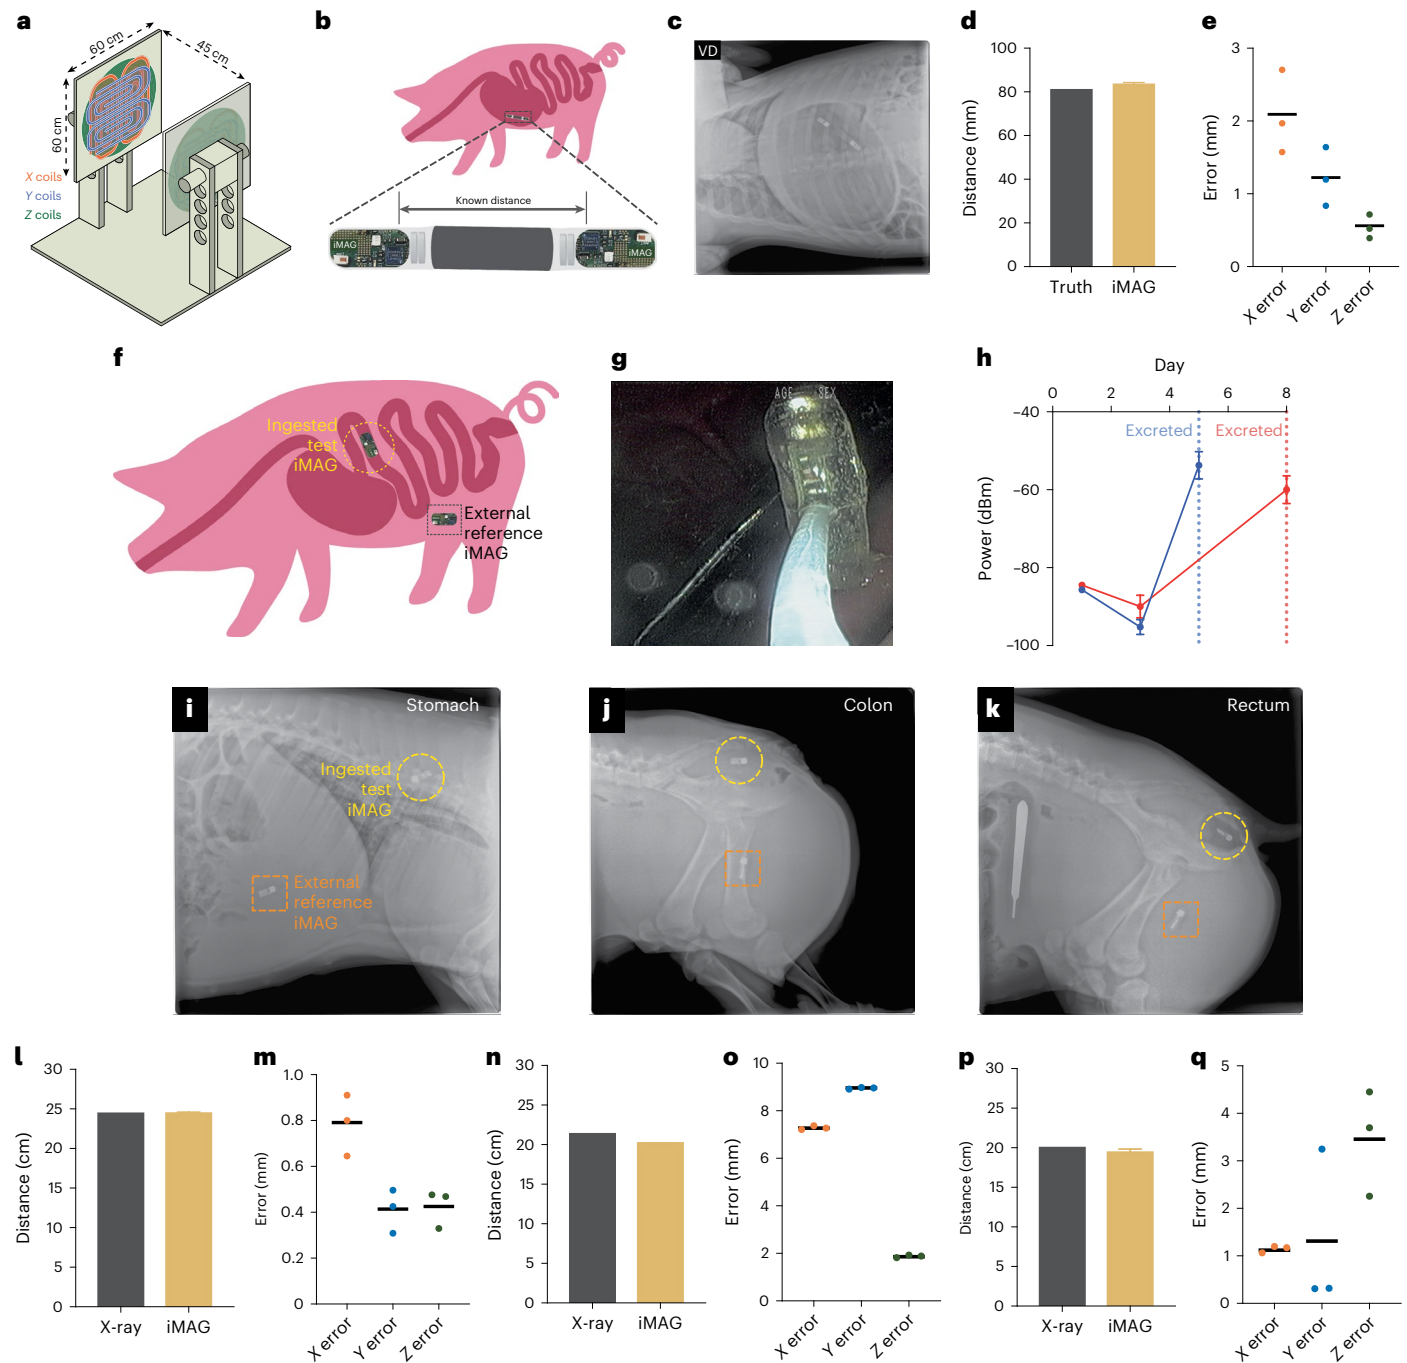 a
60 cm
45 cm
60 cm
X coils
Y coils
Z coils
b
Known distance
iMAG
iMAG
c
VD
d
Distance (mm)
100
80
60
40
20
0
Truth
iMAG
e
Error (mm)
3
2
1
0
X error
Y error
Z error
f
Ingested
test
iMAG
External
reference
iMAG
g
AGE
SEX
h
Day
0
2
4
6
8
Power (dBm)
–40
–60
–80
–100
Excreted
Excreted
i
Stomach
Ingested
test
iMAG
External
reference
iMAG
j
Colon
k
Rectum
l
Distance (cm)
30
25
20
15
10
5
0
X-ray
iMAG
m
Error (mm)
1.0
0.8
0.6
0.4
0.2
0
X error
Y error
Z error
n
Distance (cm)
30
25
20
15
10
5
0
X-ray
iMAG
o
Error (mm)
10
8
6
4
2
0
X error
Y error
Z error
p
Distance (cm)
30
25
20
15
10
5
0
X-ray
iMAG
q
Error (mm)
5
4
3
2
1
0
X error
Y error
Z error